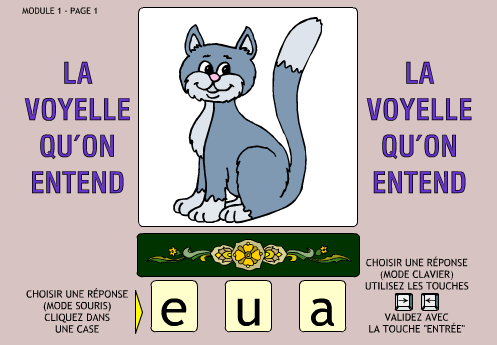 MODULE 1 - PAGE 1
LA
VOYELLE
QU'ON
ENTEND
LA
VOYELLE
QU'ON
ENTEND
CHOISIR UNE RÉPONSE
(MODE SOURIS)
CLIQUEZ DANS
UNE CASE
e u a
CHOISIR UNE RÉPONSE
(MODE CLAVIER)
UTILISEZ LES TOUCHES
VALIDEZ AVEC
LA TOUCHE "ENTRÉE"